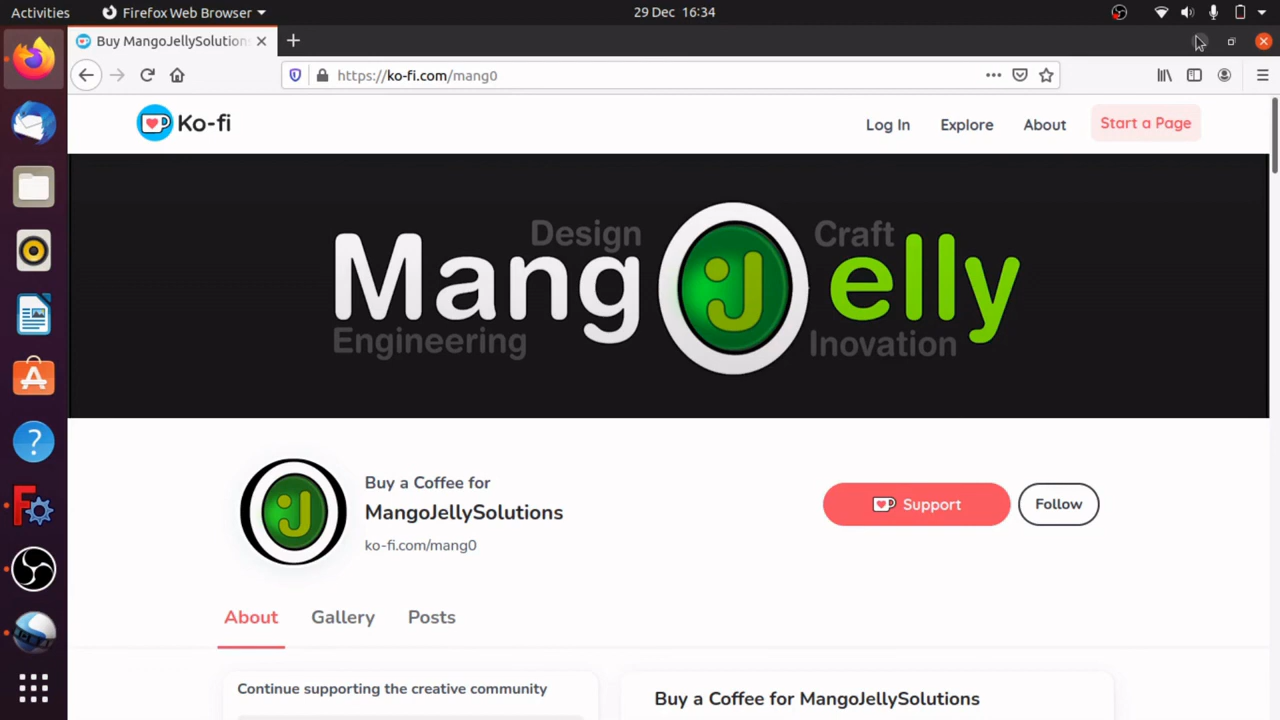 Activities
Firefox Web Browser
29 Dec 16:34
Buy MangoJellySolutions
https://ko-fi.com/mang0
Ko-fi
Log In
Explore
About
Start a Page
Design
Craft
Mang
J
elly
Engineering
Inovation
Buy a Coffee for
MangoJellySolutions
ko-fi.com/mang0
Support
Follow
About
Gallery
Posts
Continue supporting the creative community
Buy a Coffee for MangoJellySolutions